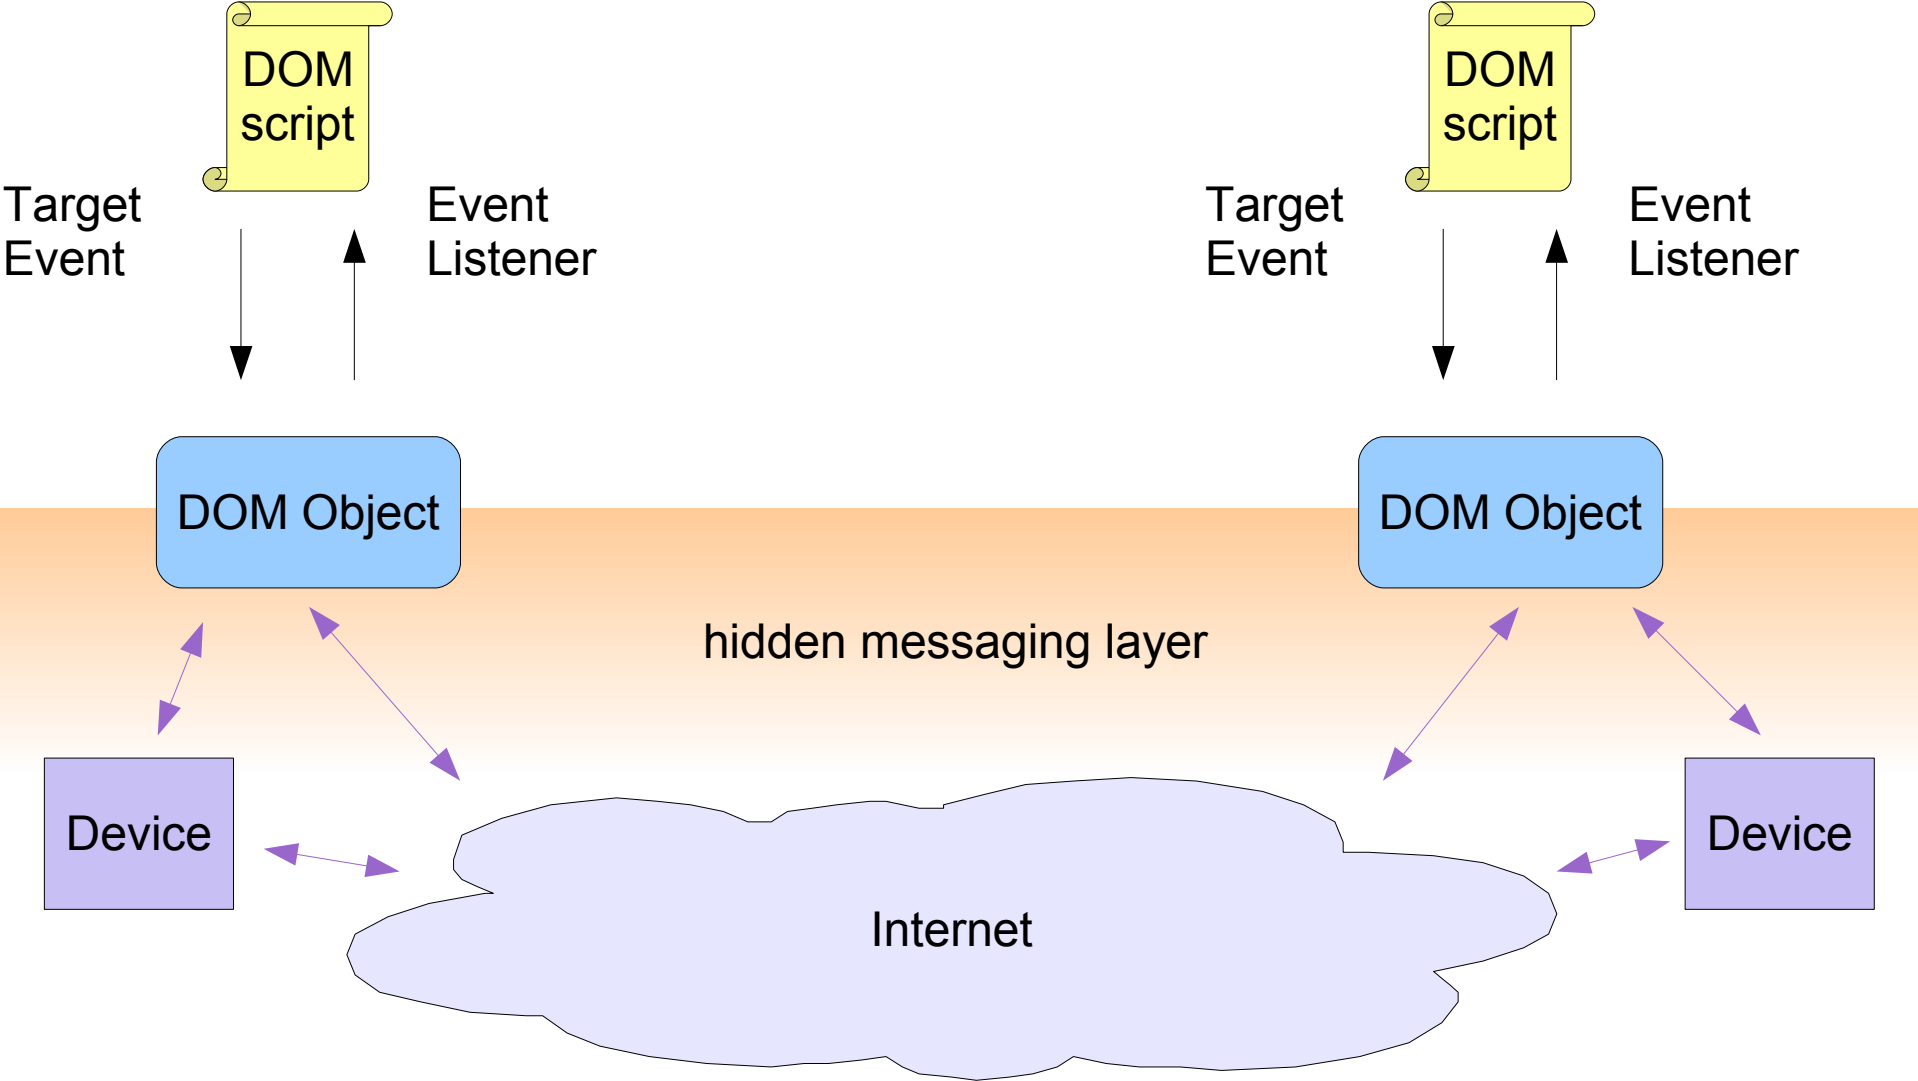 DOM
script
DOM
script
Target
Event
Event
Listener
Target
Event
Event
Listener
DOM Object
DOM Object
hidden messaging layer
Device
Device
Internet